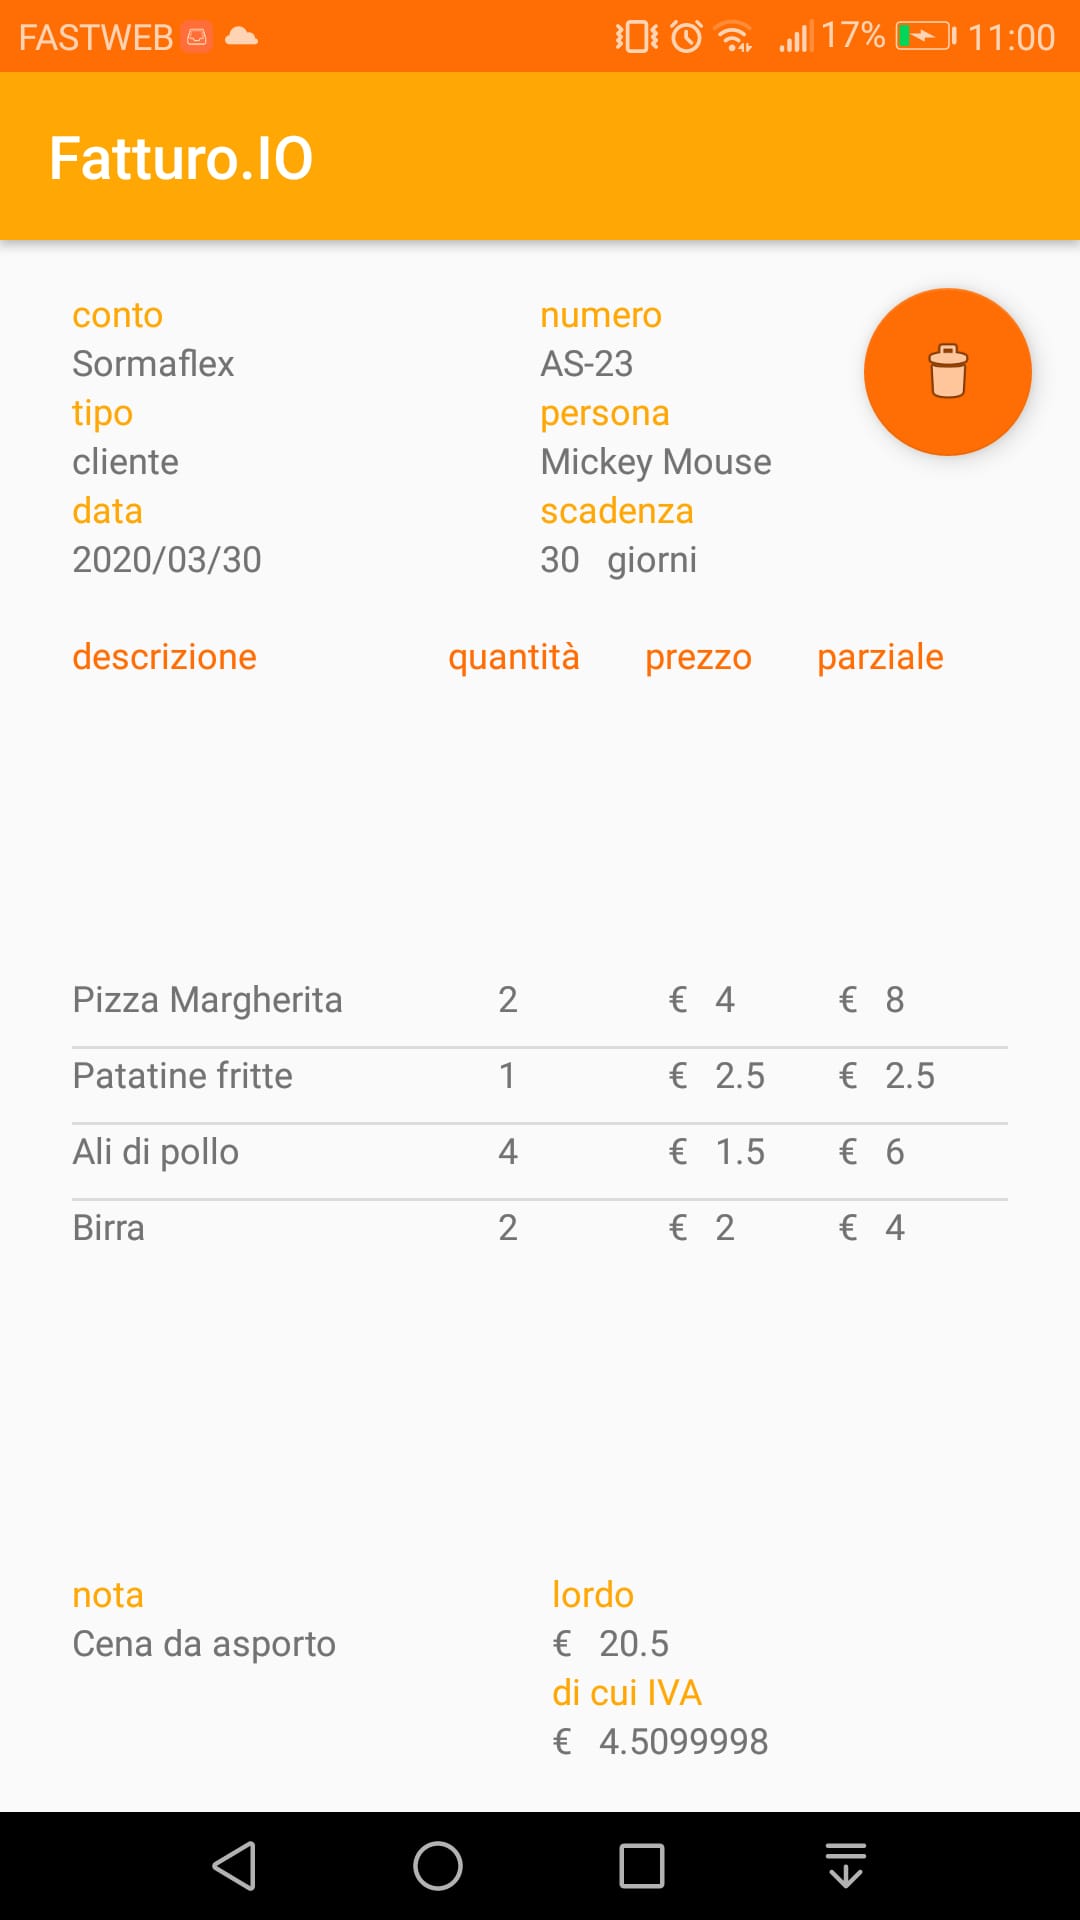 FASTWEB 17% 11:00
Fatturo.IO
conto numero
Sormaflex AS-23
tipo persona
cliente Mickey Mouse
data scadenza
2020/03/30 30 giorni
descrizione quantità prezzo parziale
Pizza Margherita 2 € 4 € 8
Patatine fritte 1 € 2.5 € 2.5
Ali di pollo 4 € 1.5 € 6
Birra 2 € 2 € 4
nota lordo
Cena da asporto € 20.5
di cui IVA
€ 4.5099998